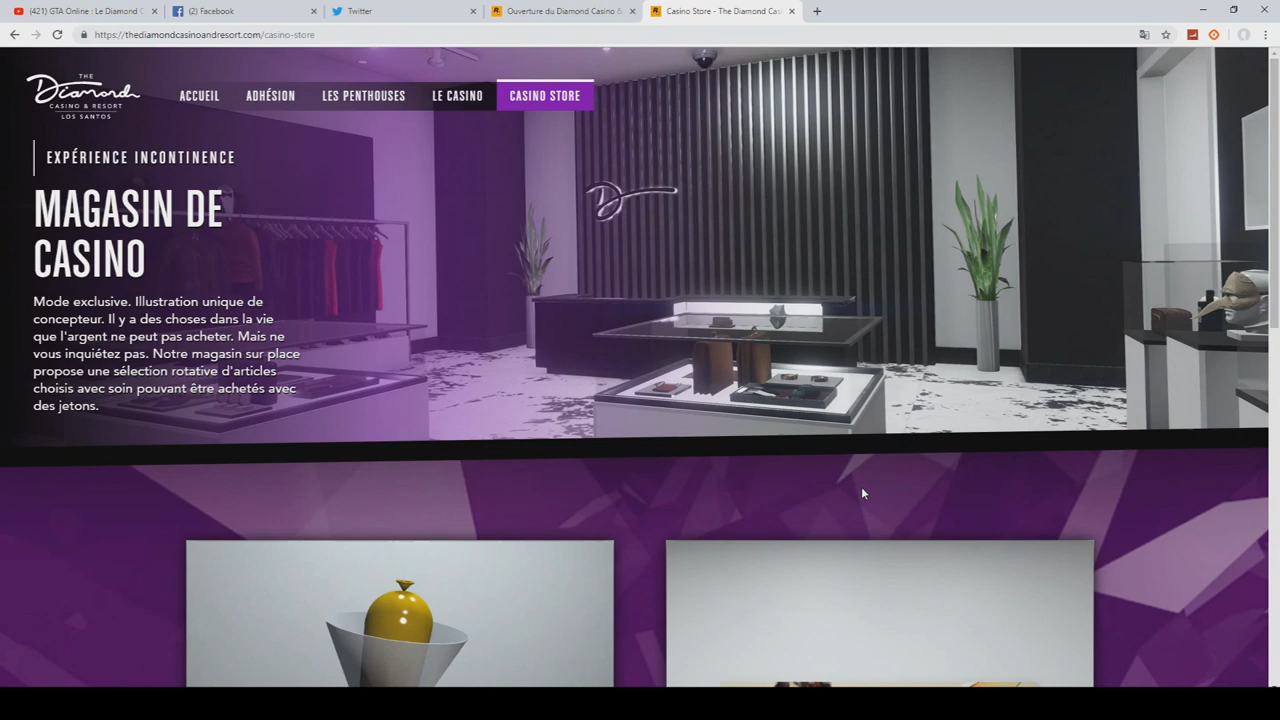 (421) GTA Online : Le Diamond C
(2) Facebook
Twitter
Ouverture du Diamond Casino &
Casino Store - The Diamond Cas
https://thediamondcasinoandresort.com/casino-store
THE
Diamond
CASINO & RESORT
LOS SANTOS
ACCUEIL
ADHÉSION
LES PENTHOUSES
LE CASINO
CASINO STORE
EXPÉRIENCE INCONTINENCE
MAGASIN DE
CASINO
Mode exclusive. Illustration unique de
concepteur. Il y a des choses dans la vie
que l'argent ne peut pas acheter. Mais ne
vous inquiétez pas. Notre magasin sur place
propose une sélection rotative d'articles
choisis avec soin pouvant être achetés avec
des jetons.